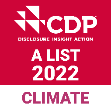 CDP
DISCLOSURE INSIGHT ACTION
A LIST
2022
CLIMATE